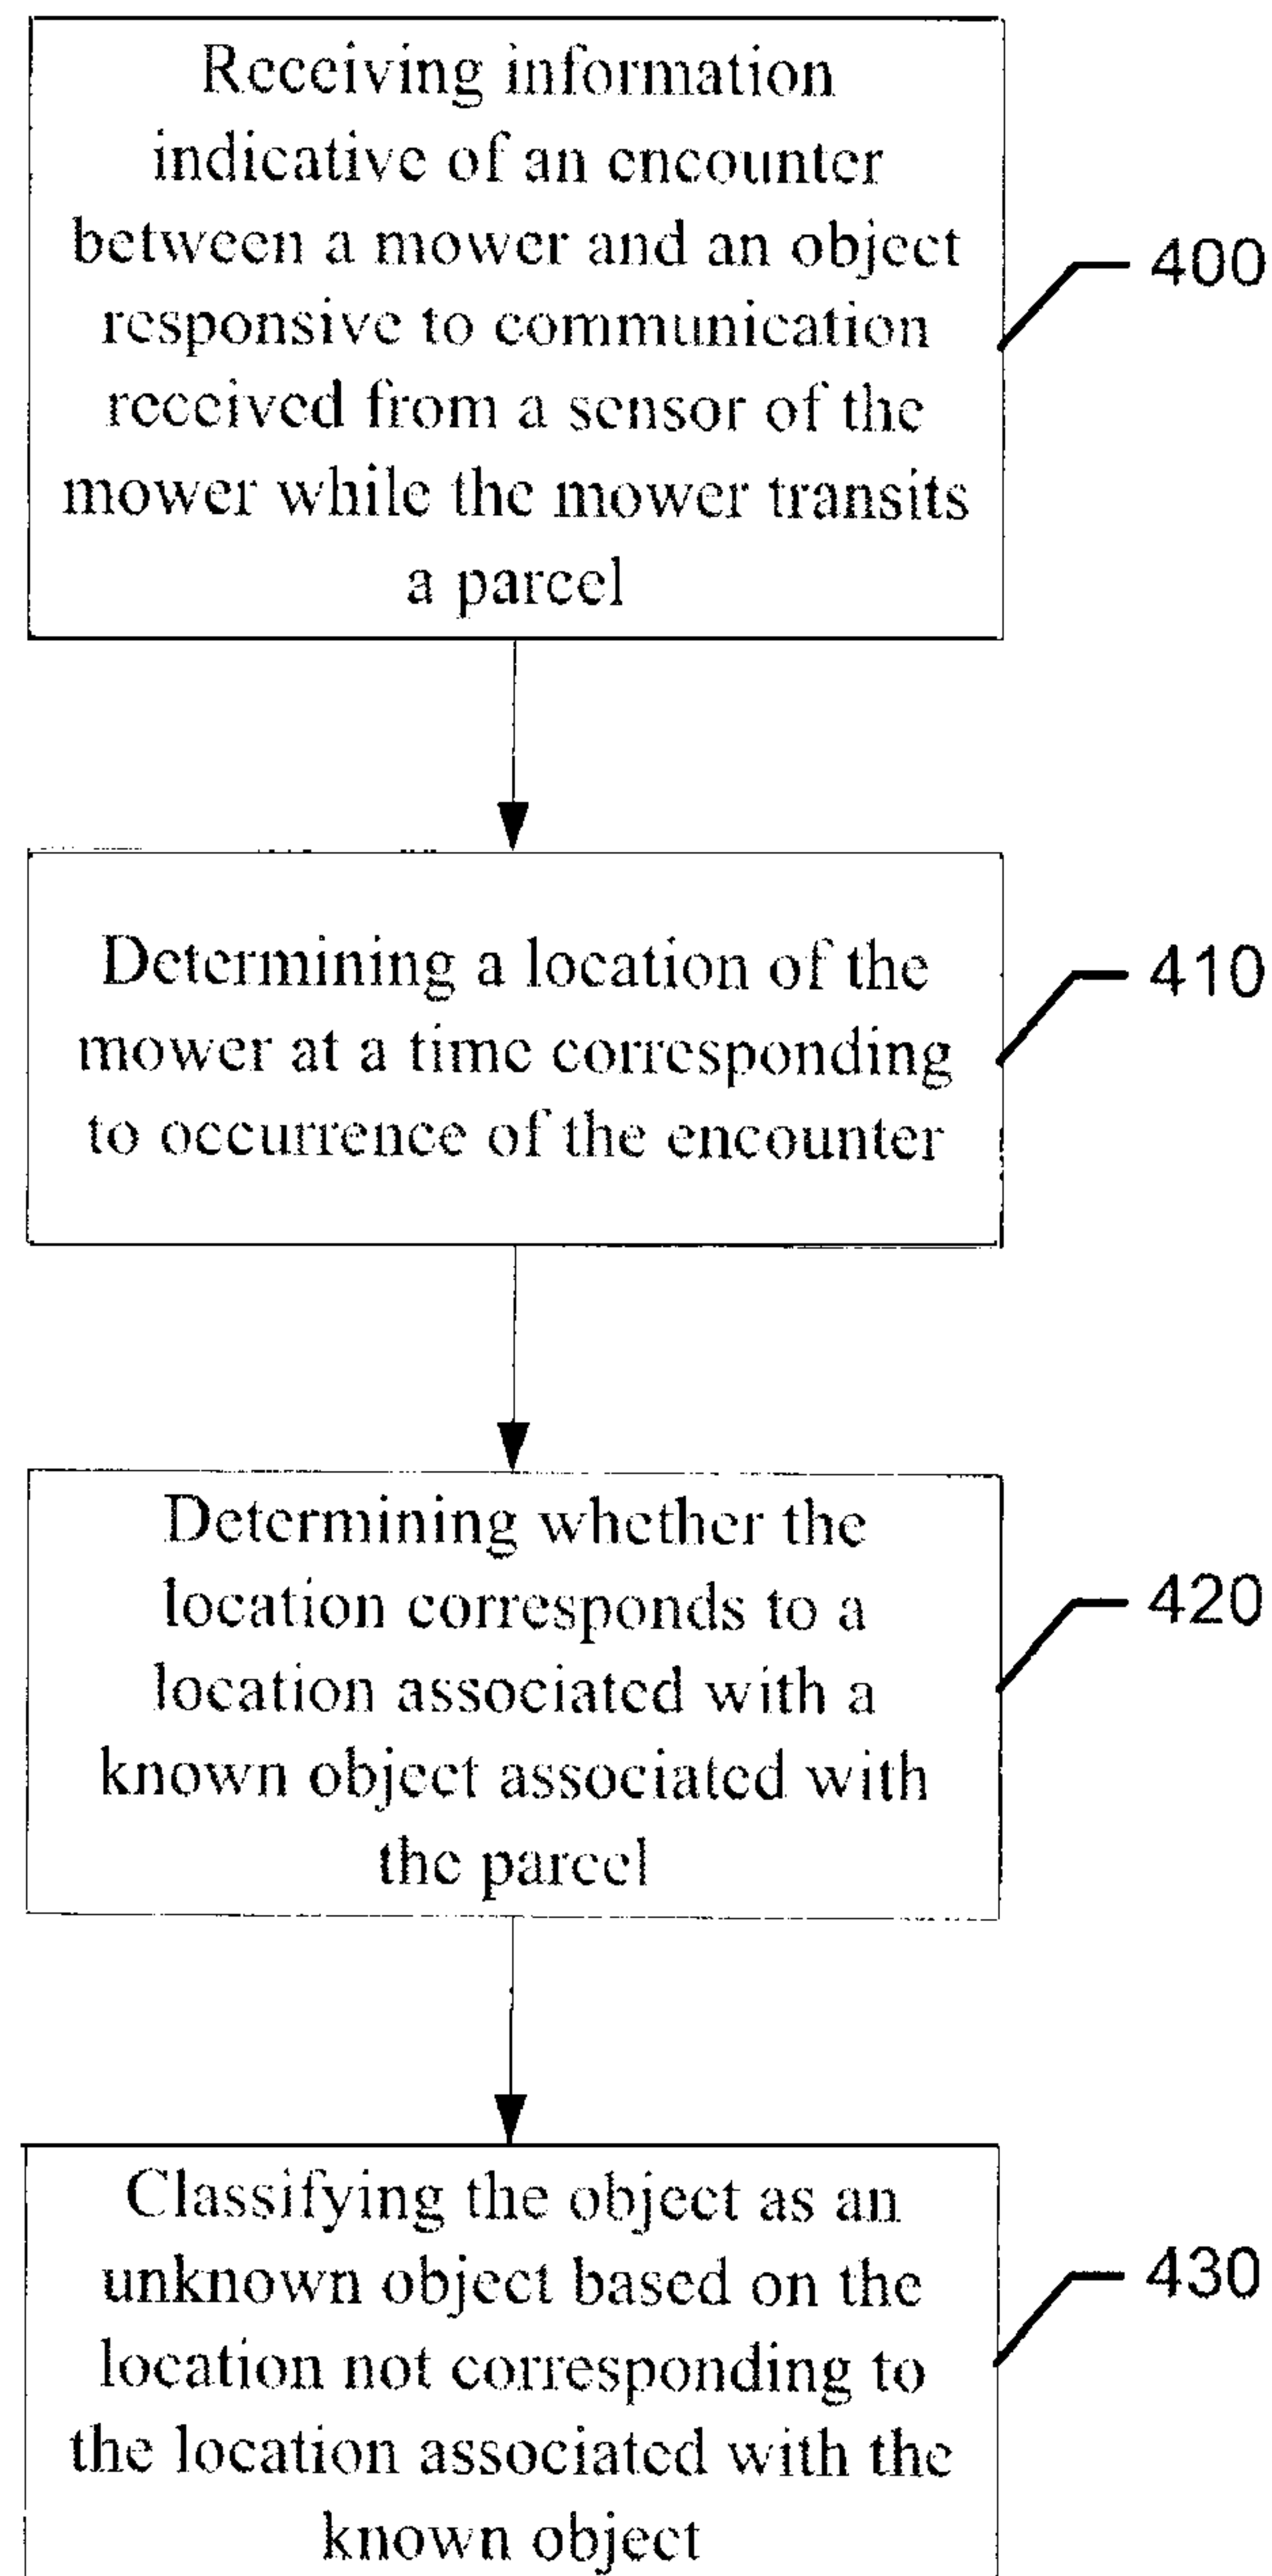 Receiving information
indicative of an encounter
between a mower and an object
responsive to communication
received from a sensor of the
mower while the mower transits
a parcel
400
Determining a location of the
mower at a time corresponding
to occurrence of the encounter
410
Determining whether the
location corresponds to a
location associated with a
known object associated with
the parcel
420
Classifying the object as an
unknown object based on the
location not corresponding to
the location associated with the
known object
430